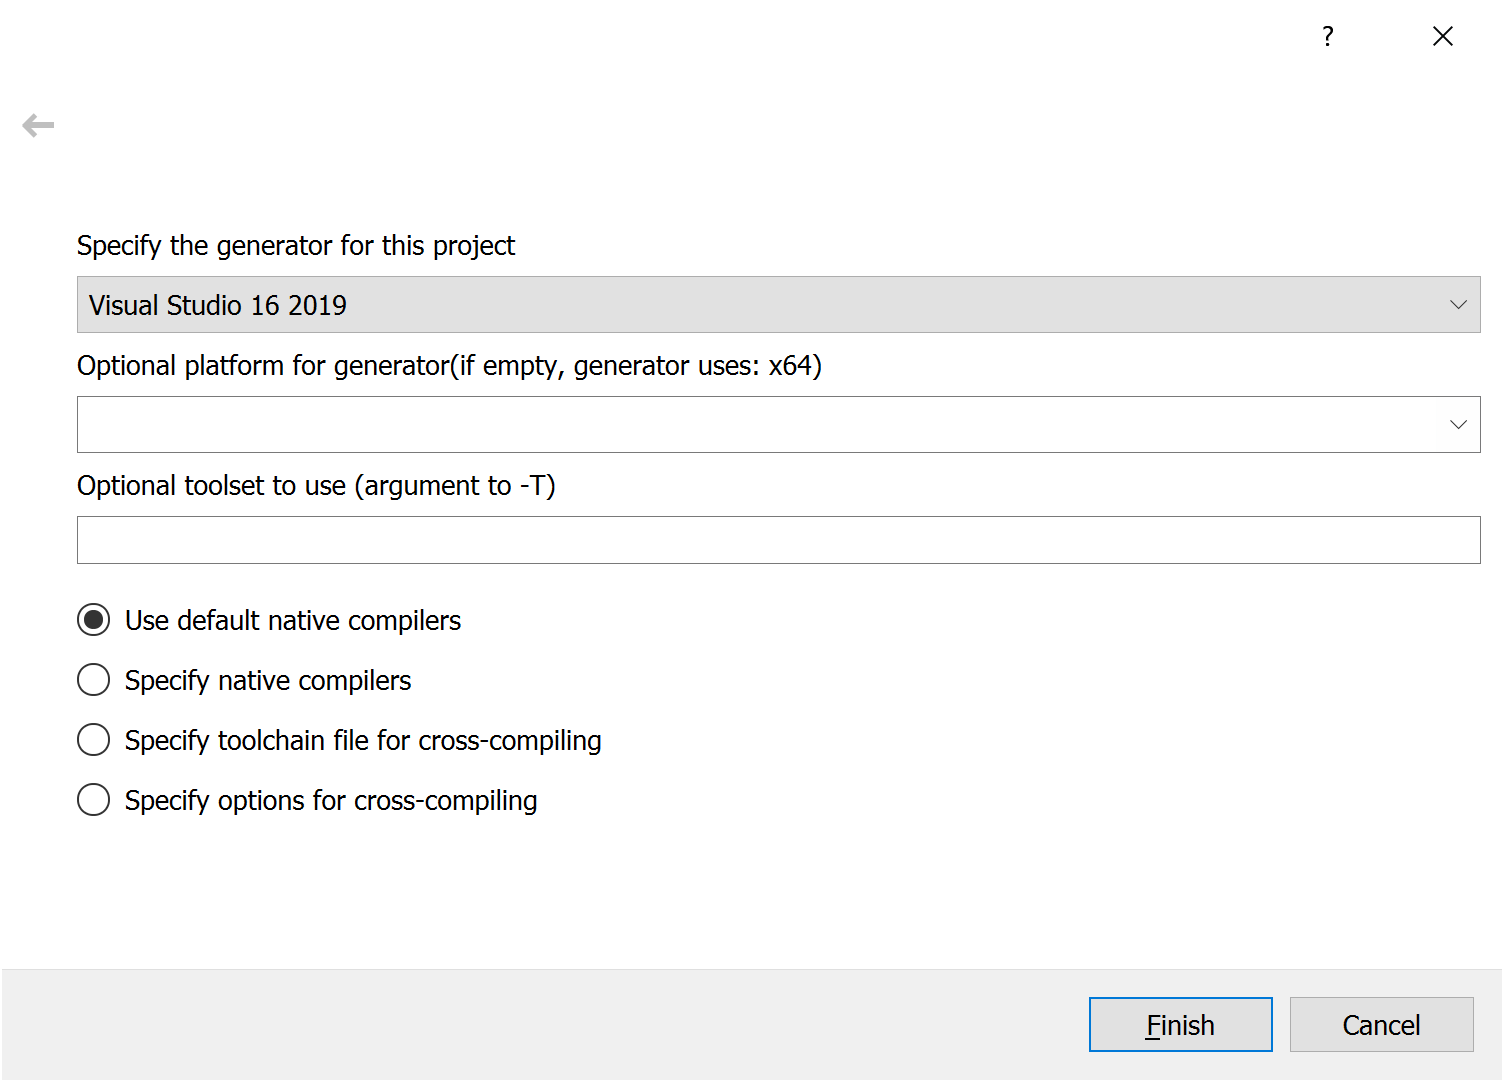 ?
Specify the generator for this project
Visual Studio 16 2019
Optional platform for generator(if empty, generator uses: x64)
Optional toolset to use (argument to -T)
Use default native compilers
Specify native compilers
Specify toolchain file for cross-compiling
Specify options for cross-compiling
Finish Cancel